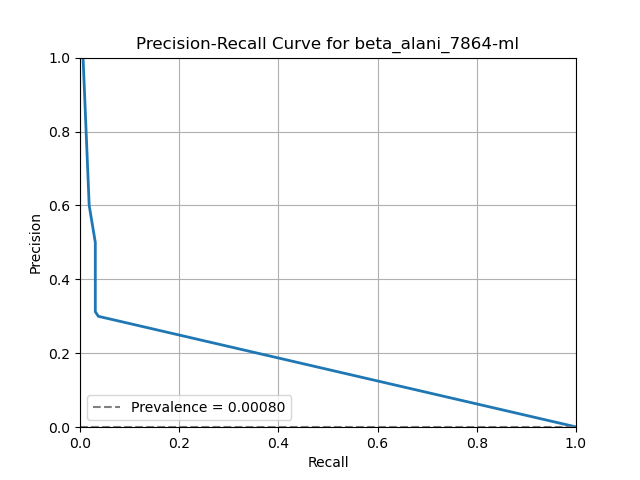 Precision-Recall Curve for beta_alani_7864-ml
1.0
0.8
0.6
0.4
0.2
0.0
Precision
Prevalence = 0.00080
0.0 0.2 0.4 0.6 0.8 1.0
Recall